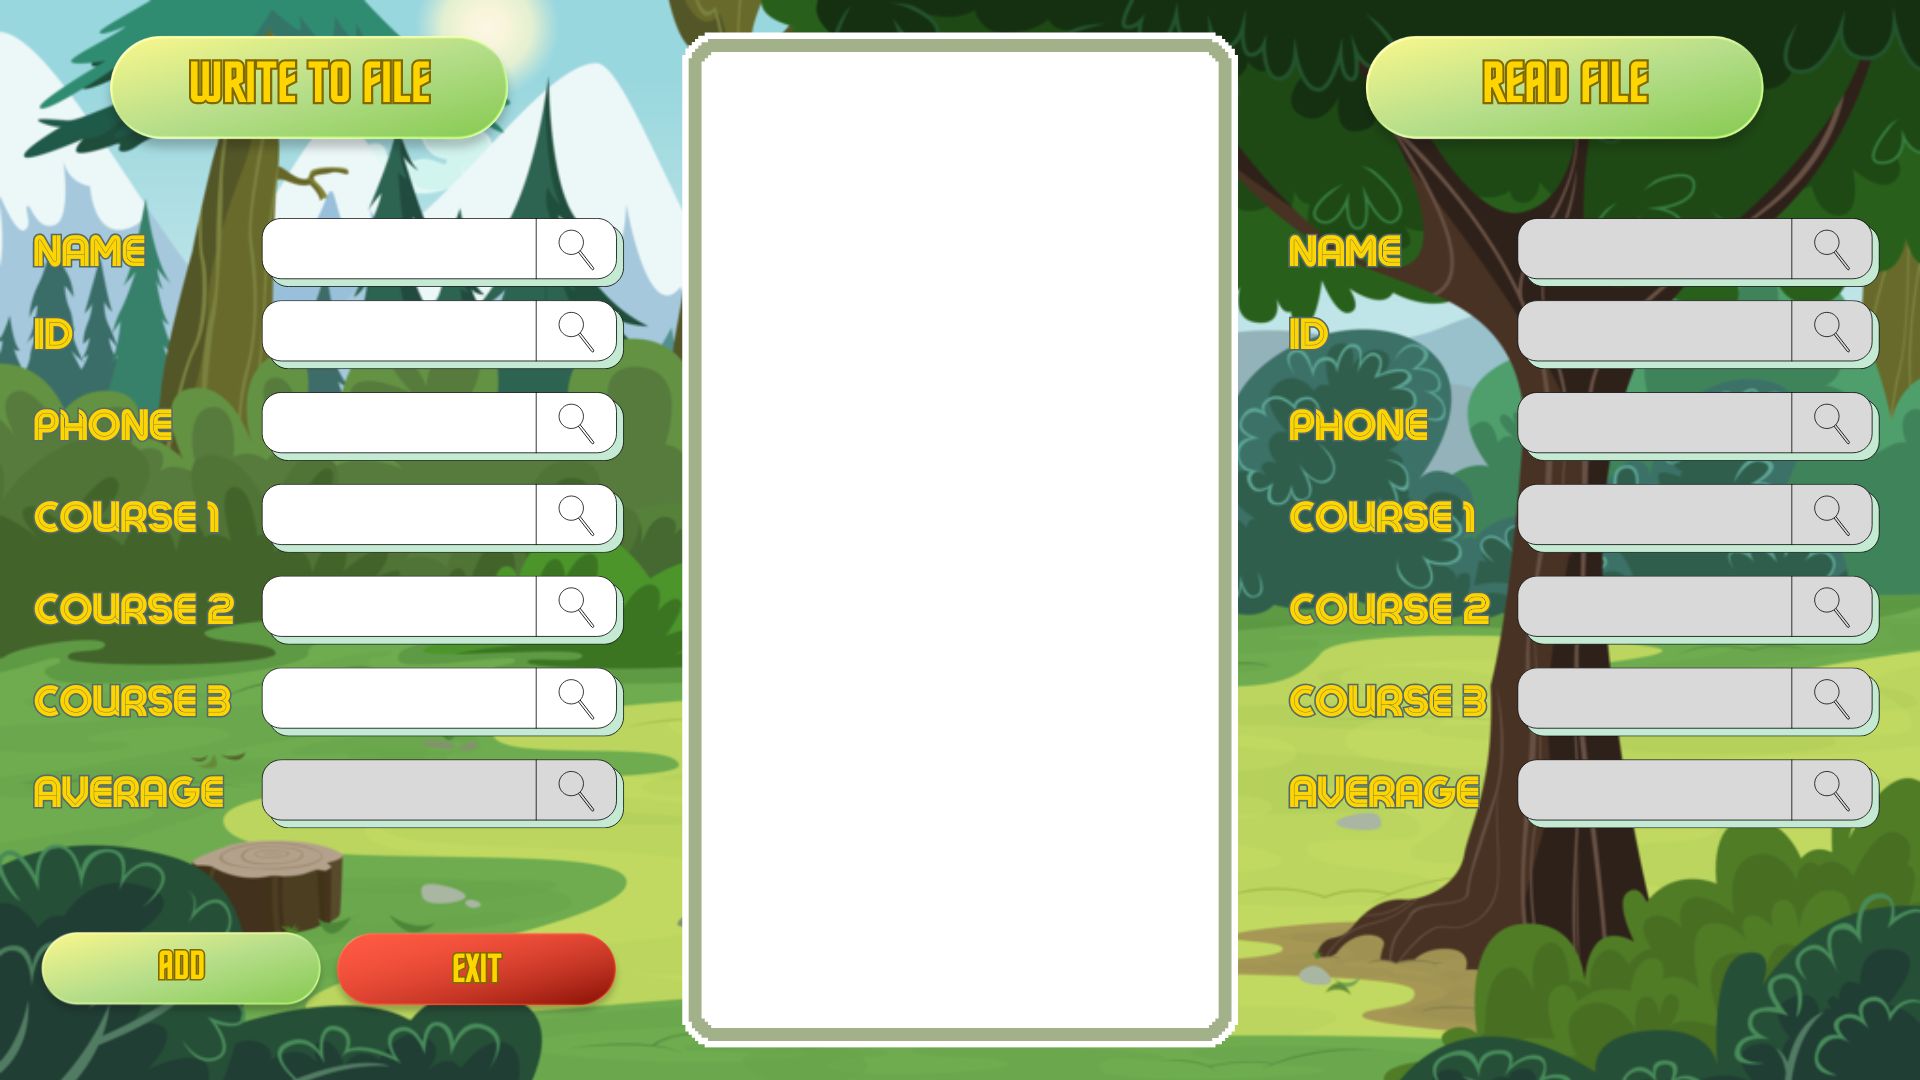 WRITE TO FILE
NAME
ID
PHONE
COURSE 1
COURSE 2
COURSE 3
AVERAGE
ADD
EXIT
READ FILE
NAME
ID
PHONE
COURSE 1
COURSE 2
COURSE 3
AVERAGE